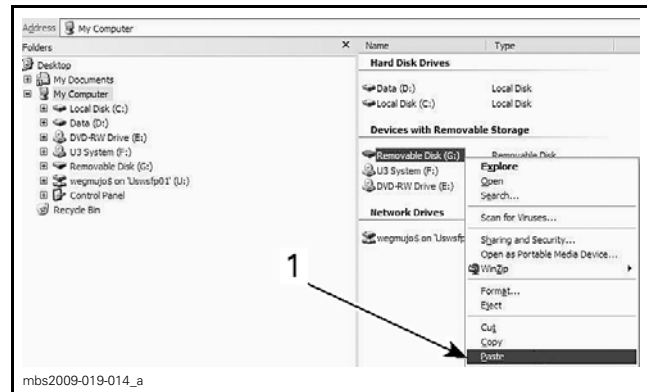 Address My Computer
Folders X
Desktop
My Documents
My Computer
Local Disk (C:)
Data (D:)
DVD-RW Drive (E:)
U3 System (F:)
Removable Disk (G:)
wegmujo$ on 'Uswsfp01' (U:)
Control Panel
Recycle Bin
Name Type
Hard Disk Drives
Data (D:) Local Disk
Local Disk (C:) Local Disk
Devices with Removable Storage
Removable Disk (G:) Removable Disk
U3 System (F:)
DVD-RW Drive (E:)
Network Drives
wegmujo$ on 'Uswsfp
Explore
Open
Search...
Scan for Viruses...
Sharing and Security...
Open as Portable Media Device...
WinZip
Format...
Eject
Cut
Copy
Paste
1
mbs2009-019-014_a